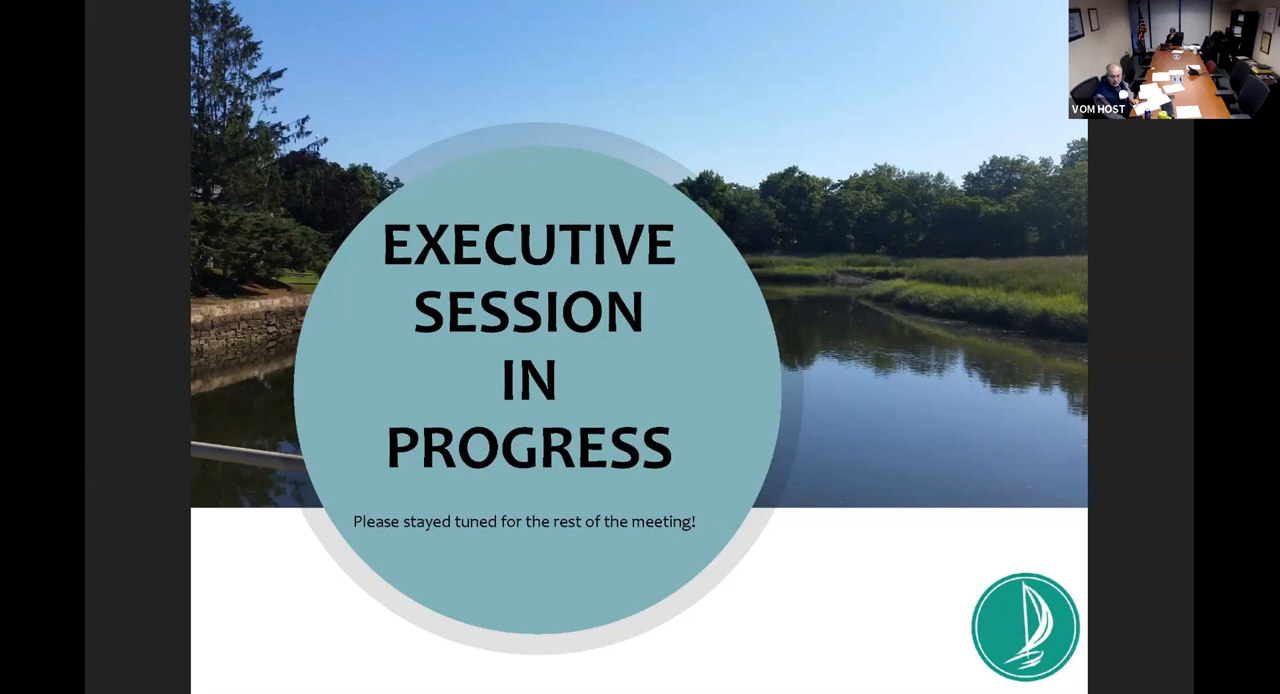 VOM HOST
EXECUTIVE
SESSION
IN
PROGRESS
Please stayed tuned for the rest of the meeting!